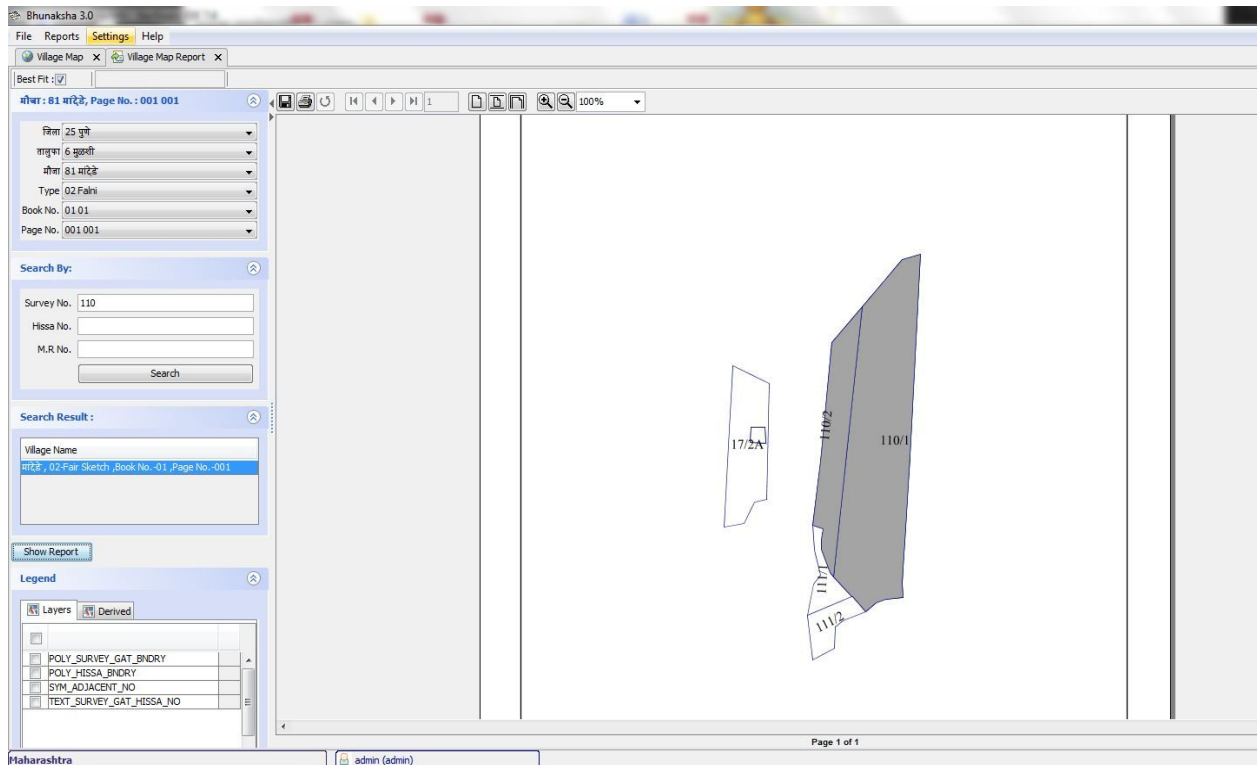 Bhunaksha 3.0
File Reports Settings Help
Village Map X Village Map Report X
Best Fit :
मौजा : 81 मांदेडे, Page No. : 001 001
जिला 25 पुणे
तालुका 6 मुळशी
मौजा 81 मांदेडे
Type 02 Falni
Book No. 01 01
Page No. 001 001
Search By:
Survey No. 110
Hissa No.
M.R No.
Search
Search Result :
Village Name
मांदेडे , 02-Fair Sketch ,Book No.-01 ,Page No.-001
Show Report
Legend
Layers Derived
POLY_SURVEY_GAT_BNDRY
POLY_HISSA_BNDRY
SYM_ADJACENT_NO
TEXT_SURVEY_GAT_HISSA_NO
1
100%
110/2
110/1
17/2A
111/1
111/2
Page 1 of 1
Maharashtra
admin (admin)